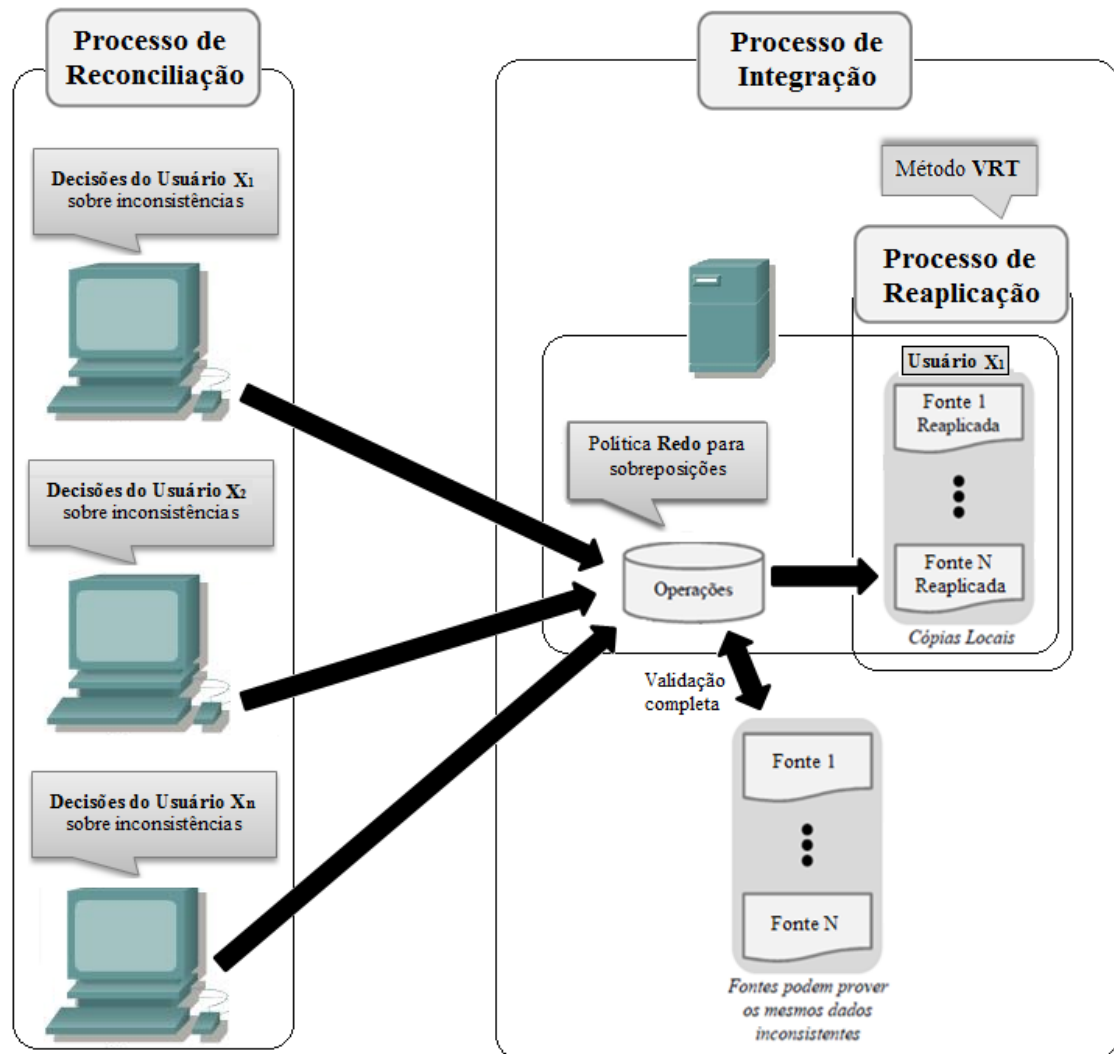 Processo de
Reconciliação
Decisões do Usuário X1
sobre inconsistências
Decisões do Usuário X2
sobre inconsistências
Decisões do Usuário Xn
sobre inconsistências
Processo de
Integração
Método VRT
Processo de
Reaplicação
Usuário X1
Fonte 1
Reaplicada
Fonte N
Reaplicada
Cópias Locais
Política Redo para
sobreposições
Operações
Validação
completa
Fonte 1
Fonte N
Fontes podem prover
os mesmos dados
inconsistentes